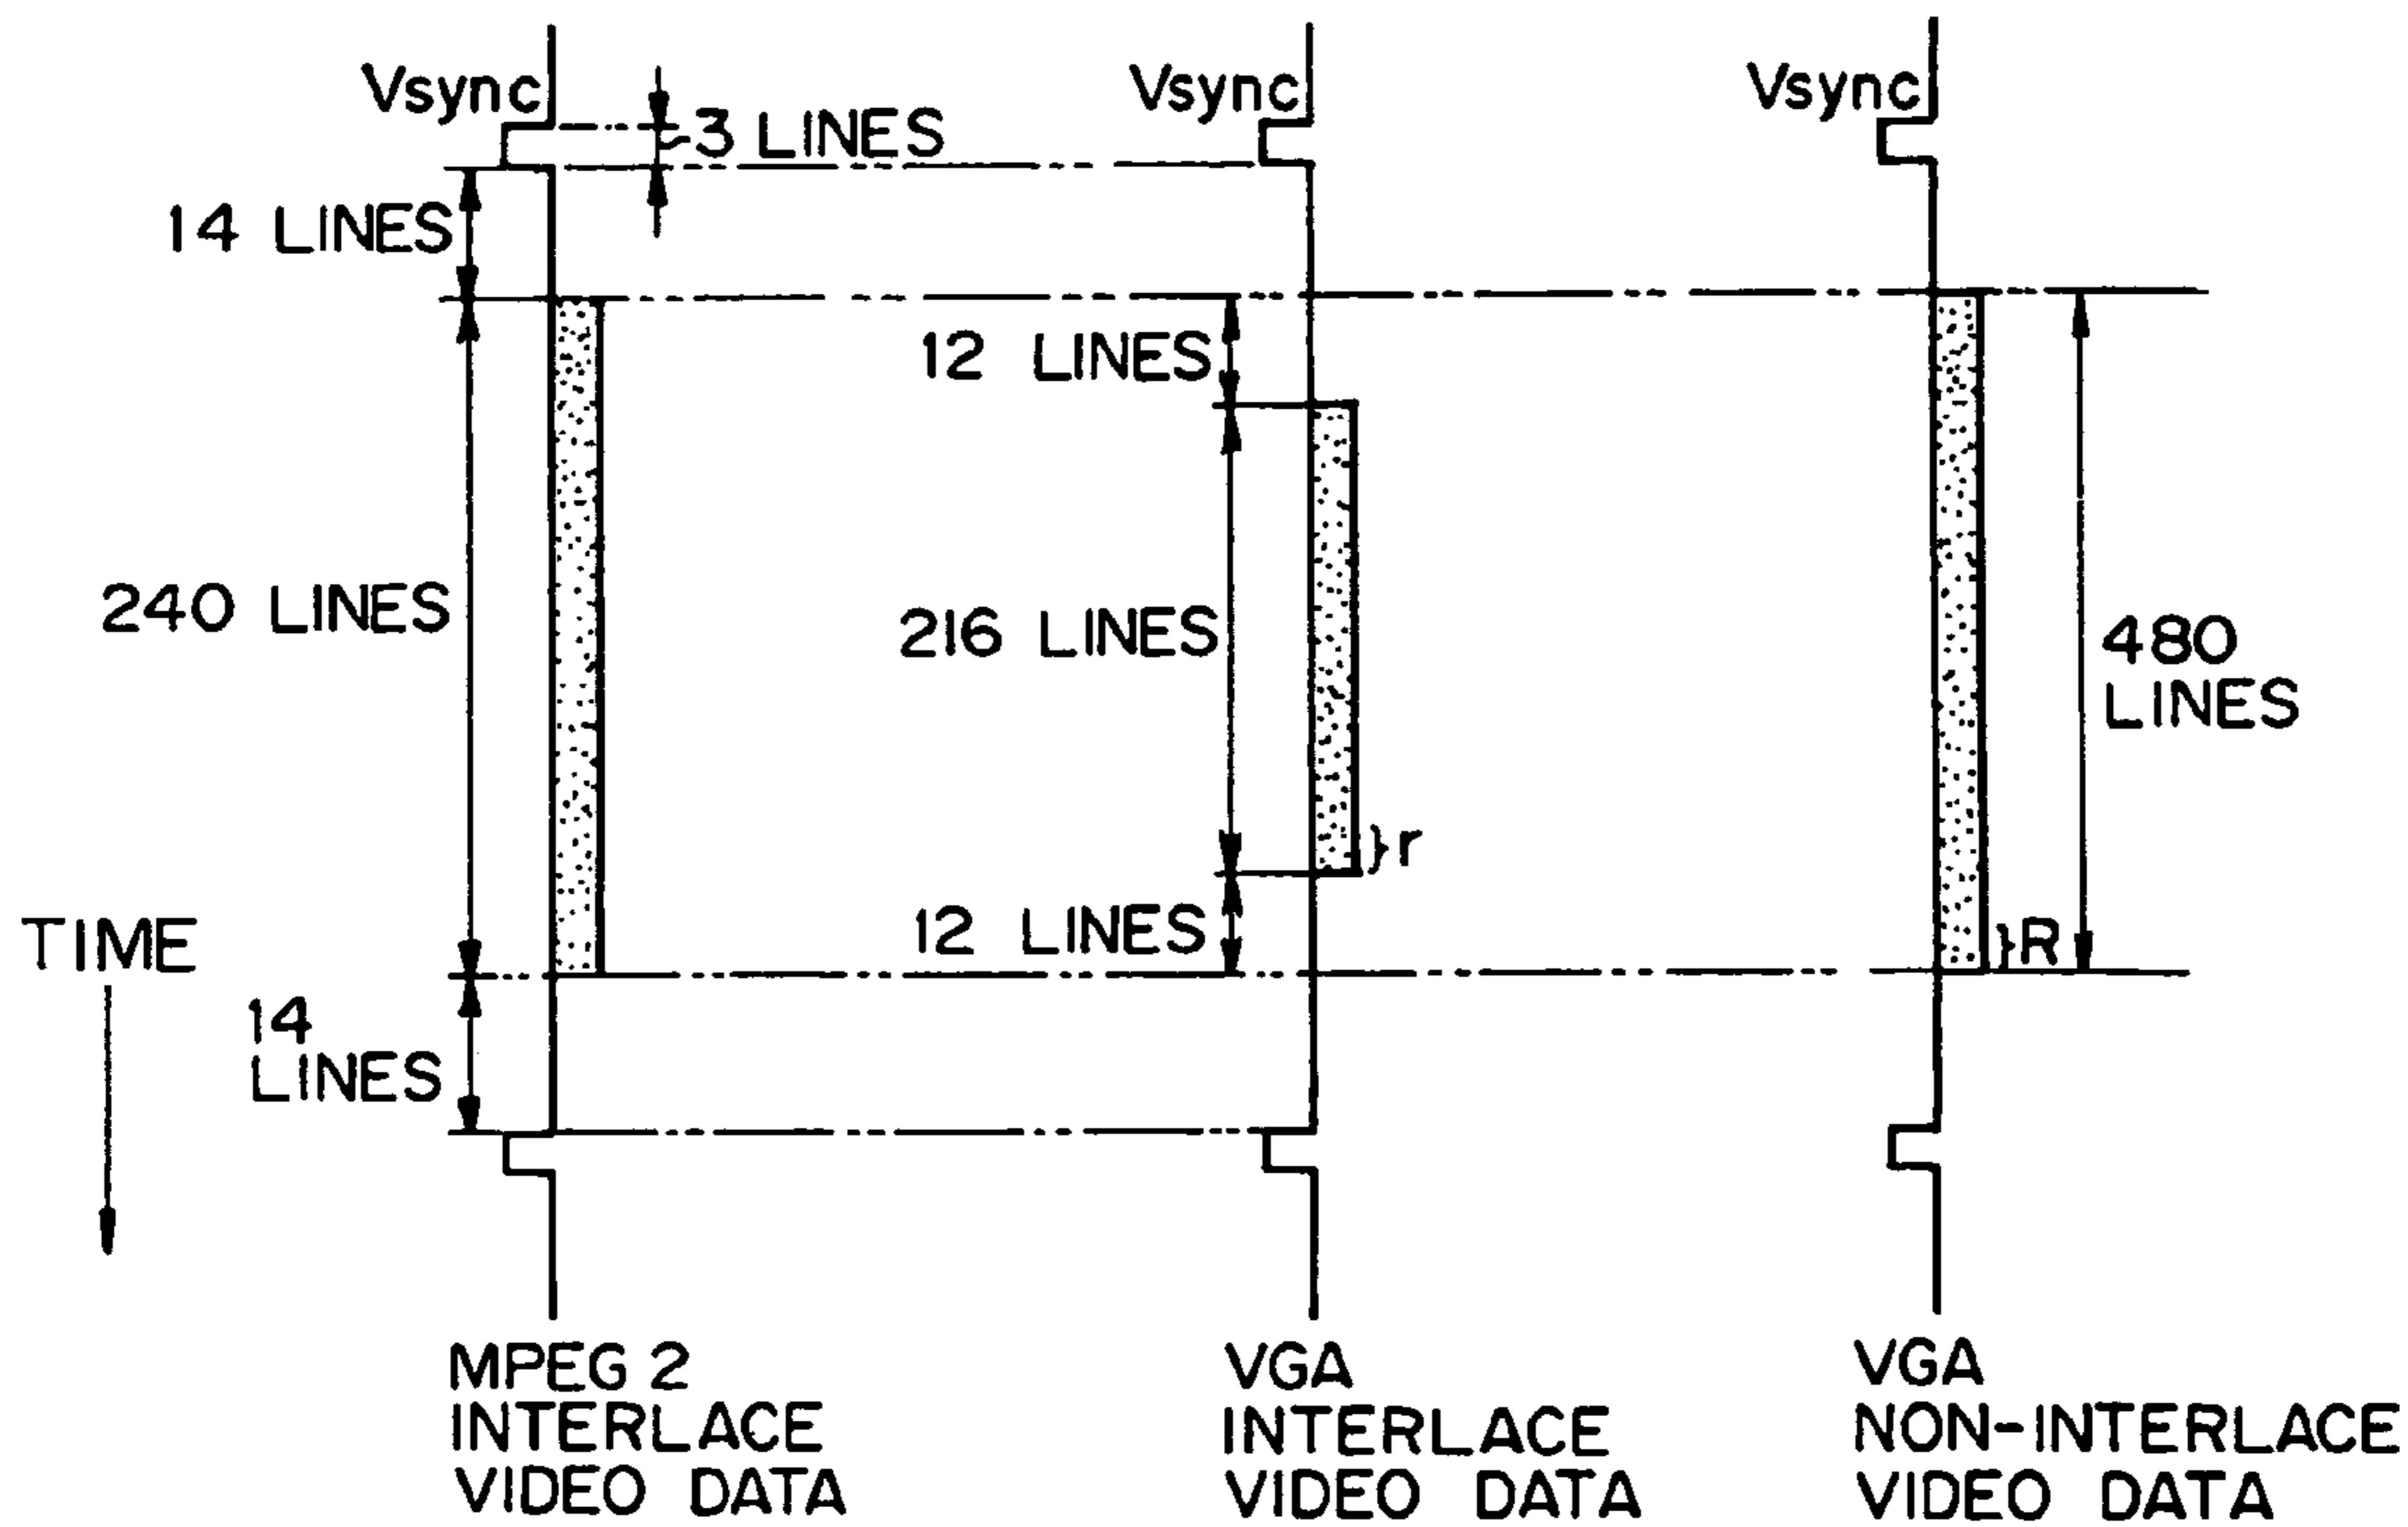 Vsync
Vsync
Vsync
3 LINES
14 LINES
12 LINES
240 LINES
216 LINES
480
LINES
r
12 LINES
R
TIME
14
LINES
MPEG 2
INTERLACE
VIDEO DATA
VGA
INTERLACE
VIDEO DATA
VGA
NON-INTERLACE
VIDEO DATA